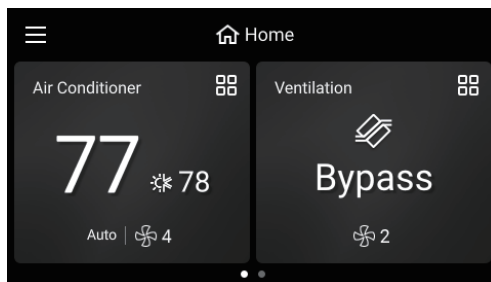 Home
Air Conditioner
77 78
Auto | 4
Ventilation
Bypass
2